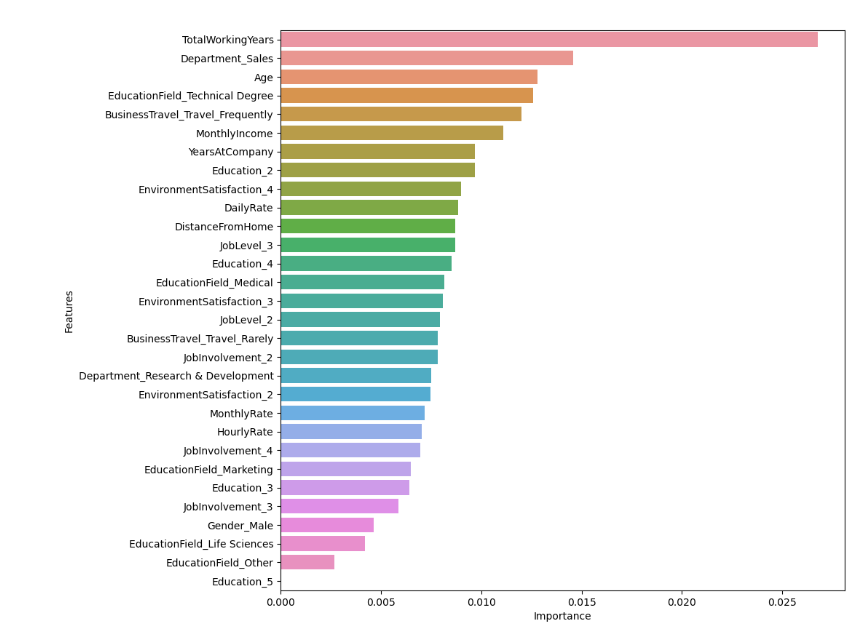 TotalWorkingYears
Department_Sales
Age
EducationField_Technical Degree
BusinessTravel_Travel_Frequently
MonthlyIncome
YearsAtCompany
Education_2
EnvironmentSatisfaction_4
DailyRate
DistanceFromHome
JobLevel_3
Education_4
EducationField_Medical
EnvironmentSatisfaction_3
JobLevel_2
BusinessTravel_Travel_Rarely
JobInvolvement_2
Department_Research & Development
EnvironmentSatisfaction_2
MonthlyRate
HourlyRate
JobInvolvement_4
EducationField_Marketing
Education_3
JobInvolvement_3
Gender_Male
EducationField_Life Sciences
EducationField_Other
Education_5
Features
0.000 0.005 0.010 0.015 0.020 0.025
Importance